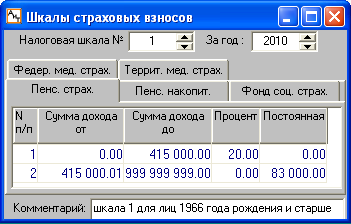 Шкалы страховых взносов
Налоговая шкала № 1 За год : 2010
Федер. мед. страх. Террит. мед. страх.
Пенс. страх. Пенс. накопит. Фонд соц. страх.
N п/п Сумма дохода от Сумма дохода до Процент Постоянная
1 0.00 415 000.00 20.00 0.00
2 415 000.01 999 999 999.00 0.00 83 000.00
Комментарий: шкала 1 для лиц 1966 года рождения и старше